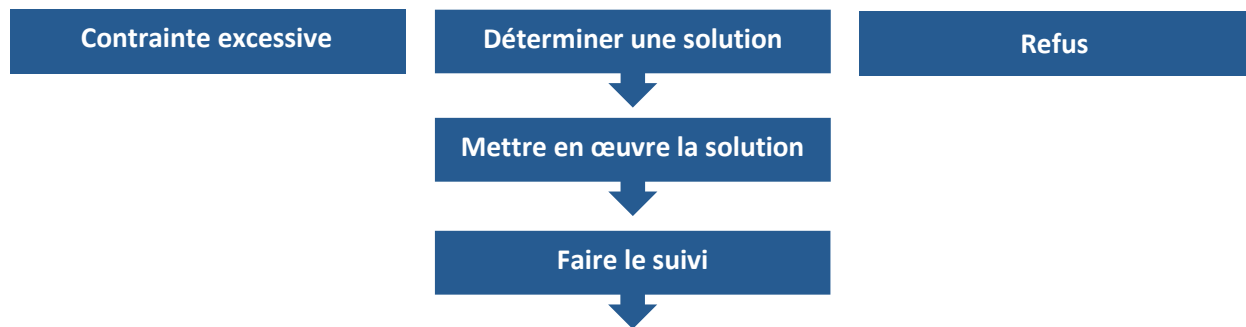 Contrainte excessive
Déterminer une solution
Refus
Mettre en œuvre la solution
Faire le suivi